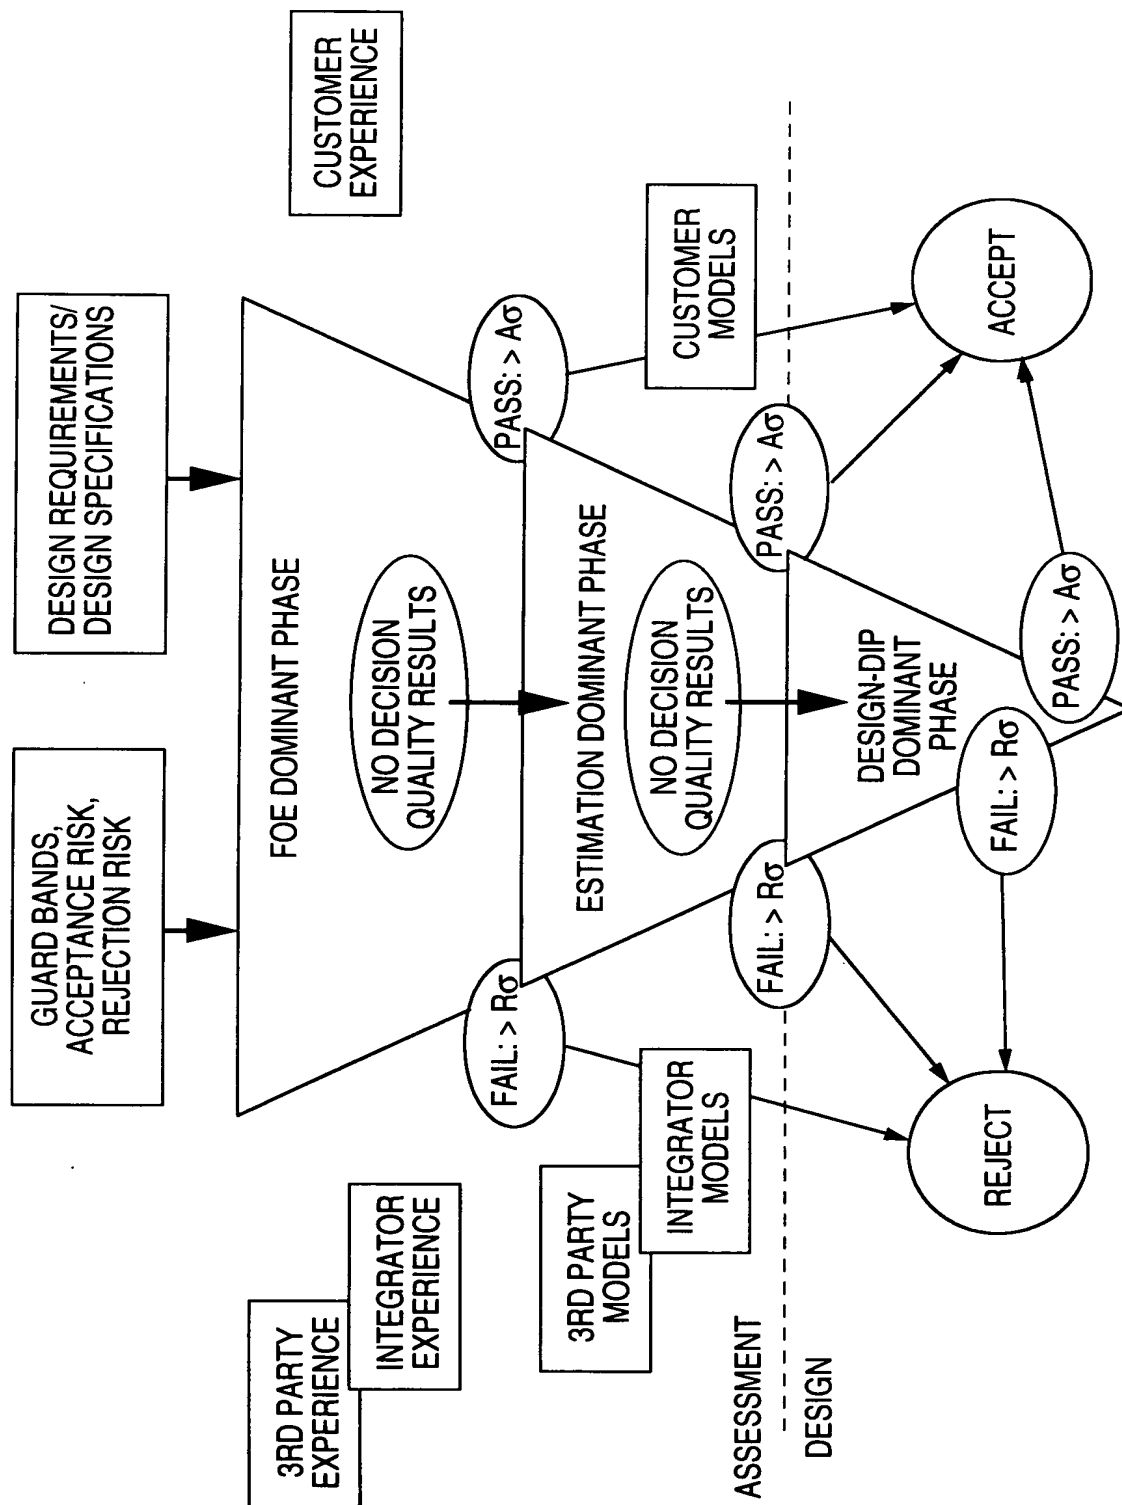 GUARD BANDS,
ACCEPTANCE RISK,
REJECTION RISK
DESIGN REQUIREMENTS/
DESIGN SPECIFICATIONS
3RD PARTY
EXPERIENCE
INTEGRATOR
EXPERIENCE
FOE DOMINANT PHASE
CUSTOMER
EXPERIENCE
NO DECISION
QUALITY RESULTS
FAIL: > Rσ
PASS: > Aσ
3RD PARTY
MODELS
INTEGRATOR
MODELS
ESTIMATION DOMINANT PHASE
CUSTOMER
MODELS
NO DECISION
QUALITY RESULTS
FAIL: > Rσ
PASS: > Aσ
ASSESSMENT
DESIGN
DESIGN-DIP
DOMINANT
PHASE
FAIL: > Rσ
PASS: > Aσ
REJECT
ACCEPT